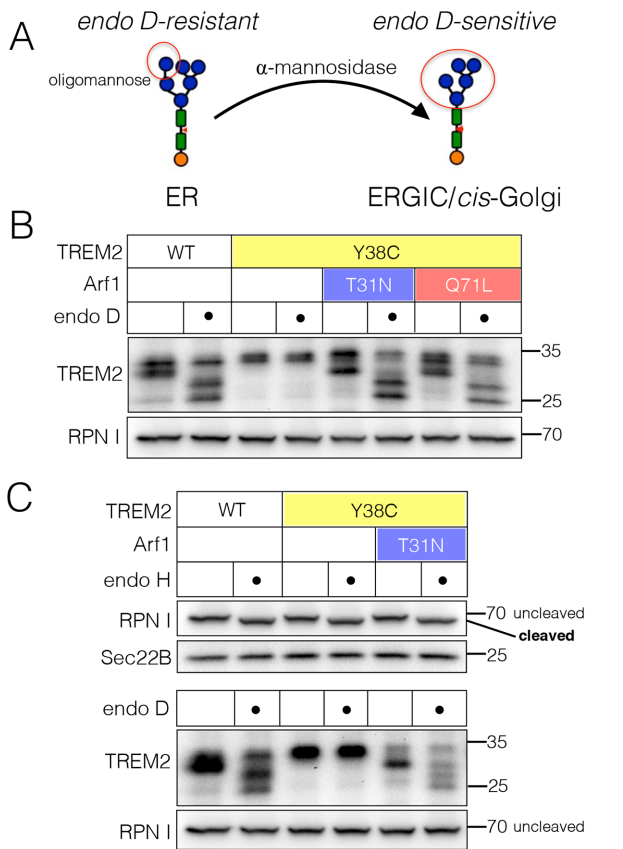 A
endo D-resistant
endo D-sensitive
oligomannose
α-mannosidase
ER
ERGIC/cis-Golgi
B
TREM2 WT Y38C
Arf1 T31N Q71L
endo D • • • •
TREM2
35
25
RPN I
70
C
TREM2 WT Y38C
Arf1 T31N
endo H • • •
RPN I
70 uncleaved
cleaved
Sec22B
25
endo D • • •
TREM2
35
25
RPN I
70 uncleaved